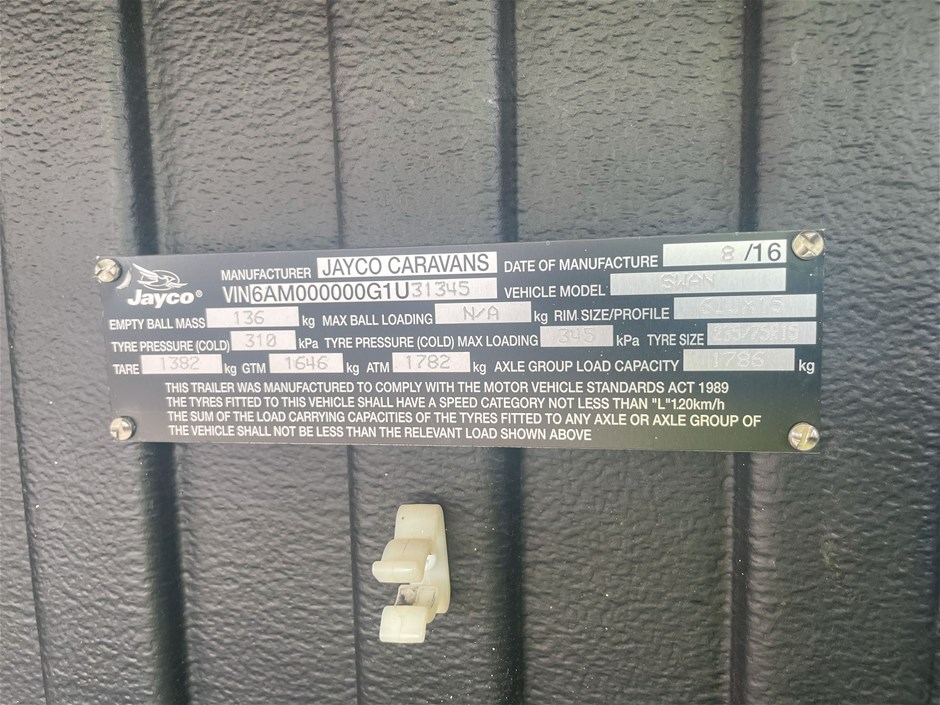 Jayco® MANUFACTURER JAYCO CARAVANS DATE OF MANUFACTURE 8 /16
VIN 6AM000000G1U31345 VEHICLE MODEL SWAN
EMPTY BALL MASS 136 kg MAX BALL LOADING N/A kg RIM SIZE/PROFILE
TYRE PRESSURE (COLD) 310 kPa TYRE PRESSURE (COLD) MAX LOADING 345 kPa TYRE SIZE 235/75R15
TARE 1382 kg GTM 1646 kg ATM 1782 kg AXLE GROUP LOAD CAPACITY 1786 kg
THIS TRAILER WAS MANUFACTURED TO COMPLY WITH THE MOTOR VEHICLE STANDARDS ACT 1989
THE TYRES FITTED TO THIS VEHICLE SHALL HAVE A SPEED CATEGORY NOT LESS THAN "L"120km/h
THE SUM OF THE LOAD CARRYING CAPACITIES OF THE TYRES FITTED TO ANY AXLE OR AXLE GROUP OF
THE VEHICLE SHALL NOT BE LESS THAN THE RELEVANT LOAD SHOWN ABOVE